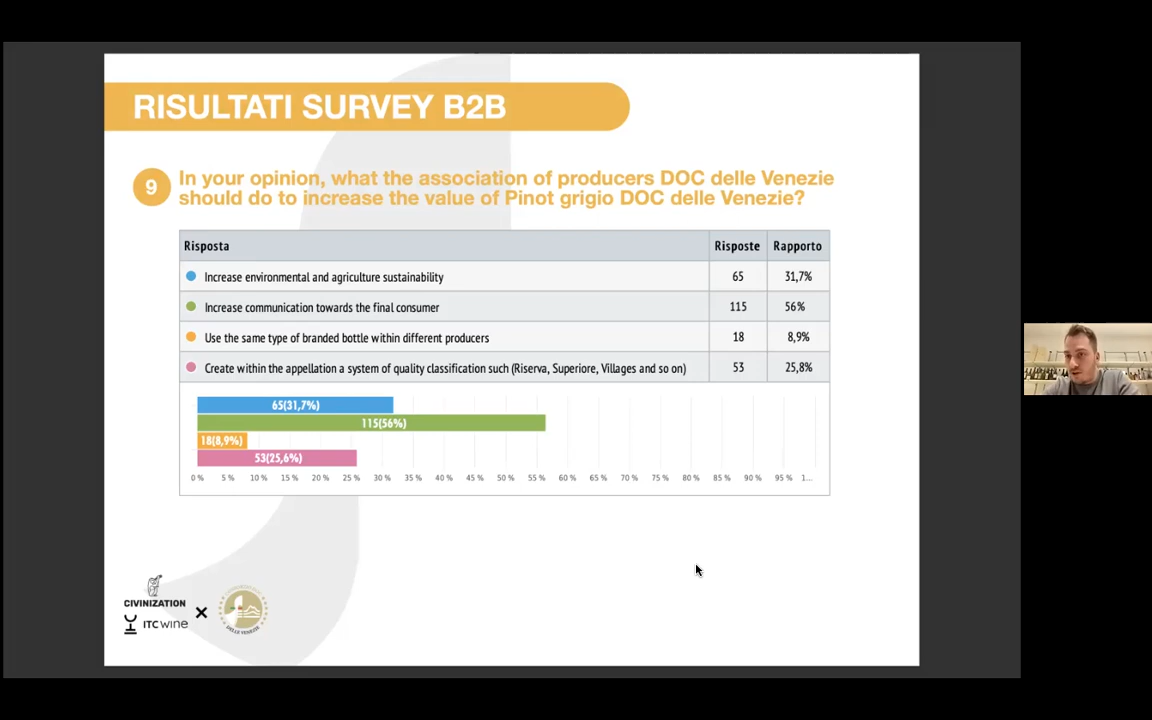 RISULTATI SURVEY B2B
9
In your opinion, what the association of producers DOC delle Venezie
should do to increase the value of Pinot grigio DOC delle Venezie?
Risposta Risposte Rapporto
Increase environmental and agriculture sustainability 65 31,7%
Increase communication towards the final consumer 115 56%
Use the same type of branded bottle within different producers 18 8,9%
Create within the appellation a system of quality classification such (Riserva, Superiore, Villages and so on) 53 25,8%
65(31,7%)
115(56%)
18(8,9%)
53(25,6%)
0 % 5 % 10 % 15 % 20 % 25 % 30 % 35 % 40 % 45 % 50 % 55 % 60 % 65 % 70 % 75 % 80 % 85 % 90 % 95 % 1...
CIVINIZATION
ITC wine
X
DELLE VENEZIE